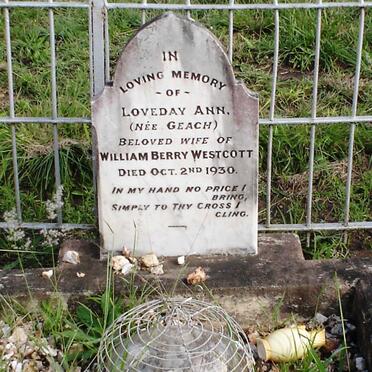 IN
LOVING MEMORY
- OF -
LOVEDAY ANN,
(NÉE GEACH)
BELOVED WIFE OF
WILLIAM BERRY WESTCOTT
DIED OCT. 2ND 1930.
IN MY HAND NO PRICE I
BRING,
SIMPLY TO THY CROSS I
CLING.